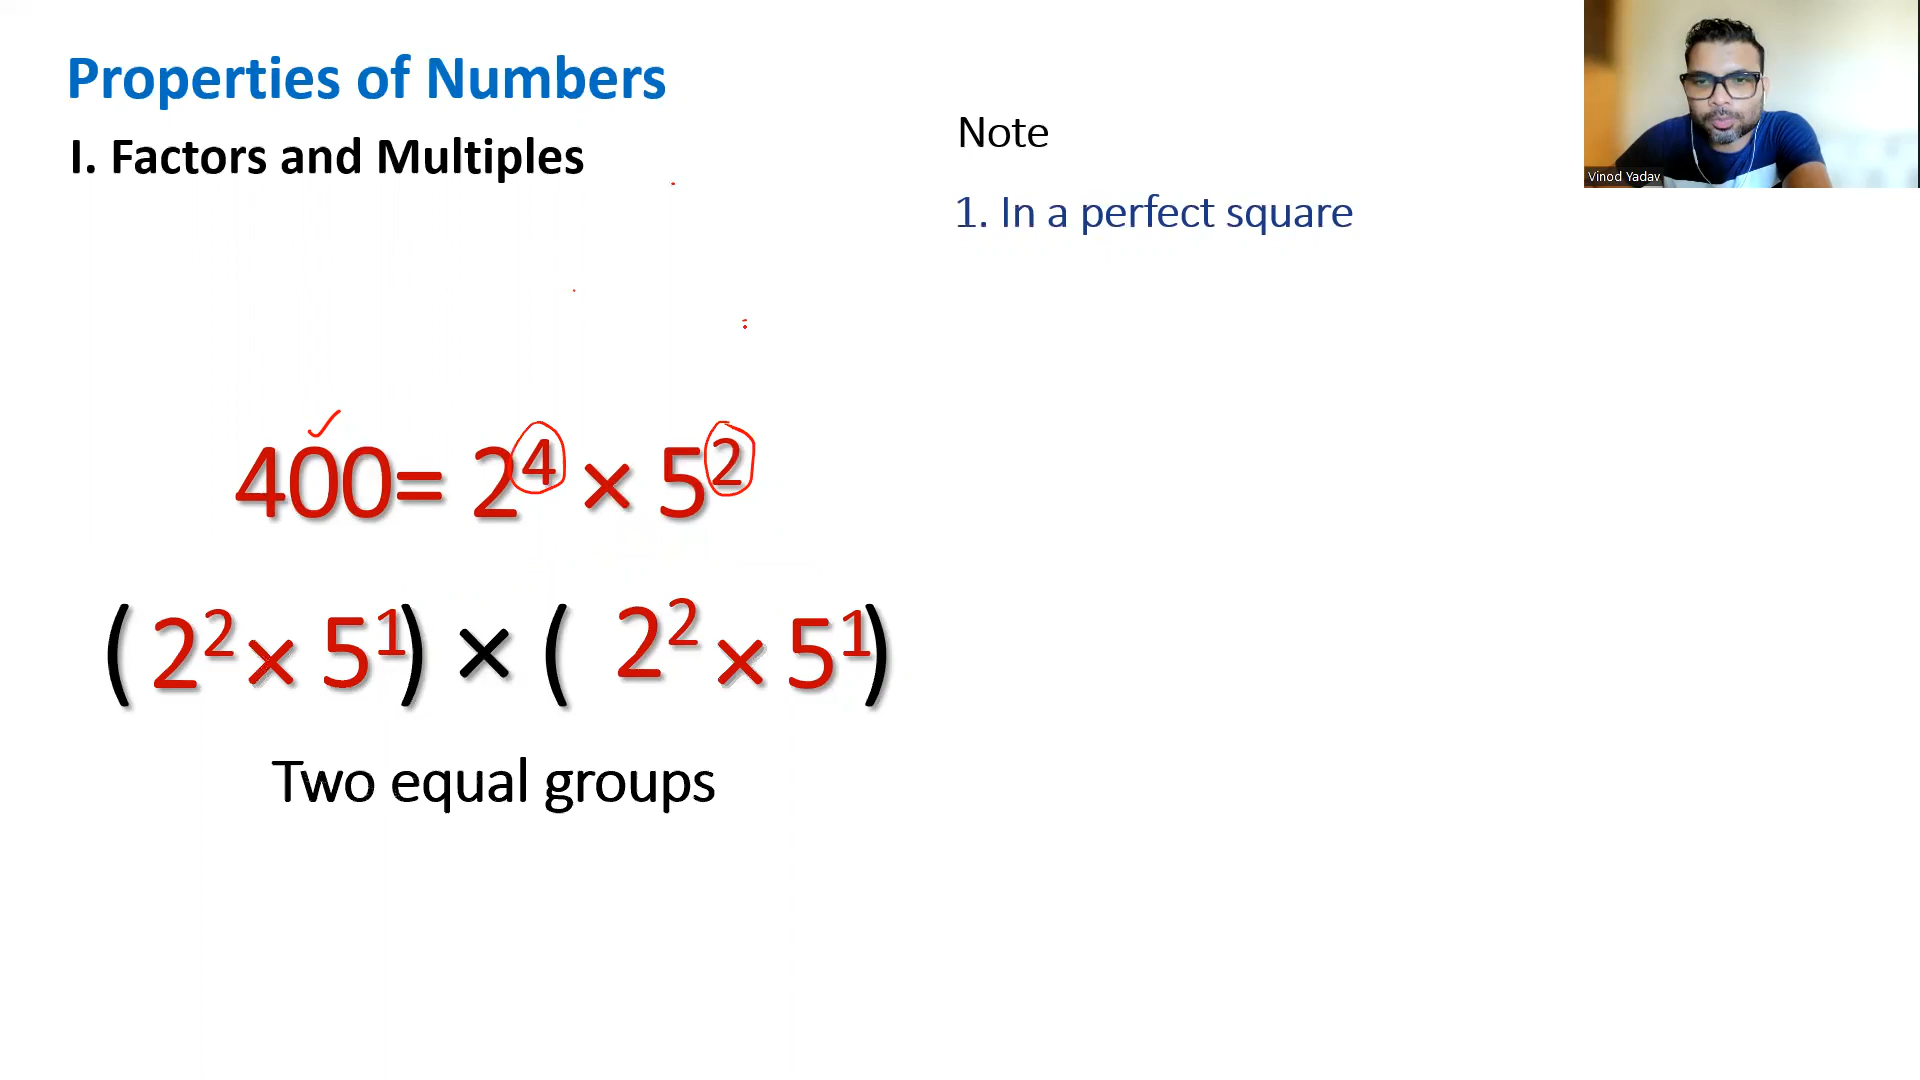 Properties of Numbers
I. Factors and Multiples
Note
1. In a perfect square
400= 2⁴ × 5²
( 2² × 5¹) × ( 2² × 5¹)
Two equal groups
Vinod Yadav